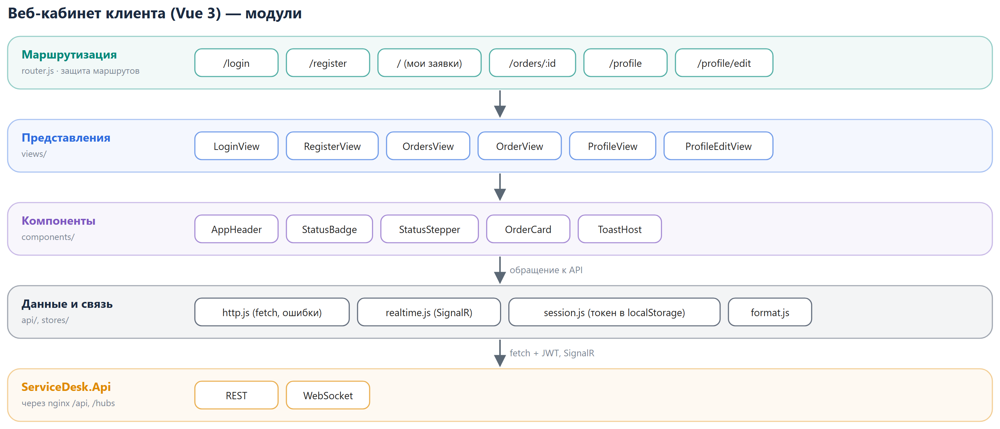 Веб-кабинет клиента (Vue 3) — модули
Маршрутизация
router.js · защита маршрутов
/login
/register
/ (мои заявки)
/orders/:id
/profile
/profile/edit
Представления
views/
LoginView
RegisterView
OrdersView
OrderView
ProfileView
ProfileEditView
Компоненты
components/
AppHeader
StatusBadge
StatusStepper
OrderCard
ToastHost
обращение к API
Данные и связь
api/, stores/
http.js (fetch, ошибки)
realtime.js (SignalR)
session.js (токен в localStorage)
format.js
fetch + JWT, SignalR
ServiceDesk.Api
через nginx /api, /hubs
REST
WebSocket